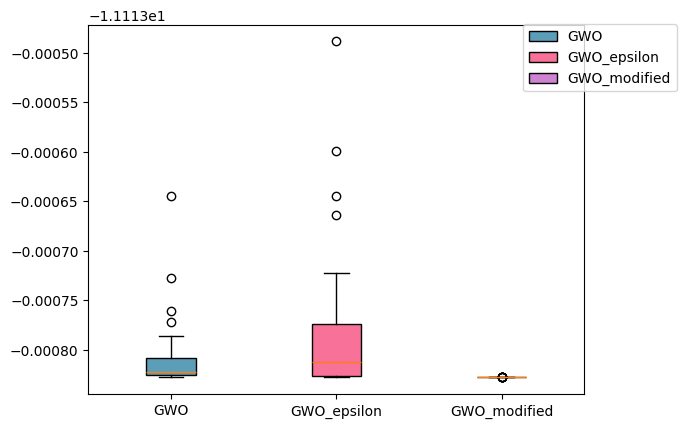 −1.1113e1
−0.00050
−0.00055
−0.00060
−0.00065
−0.00070
−0.00075
−0.00080
GWO
GWO_epsilon
GWO_modified
GWO
GWO_epsilon
GWO_modified